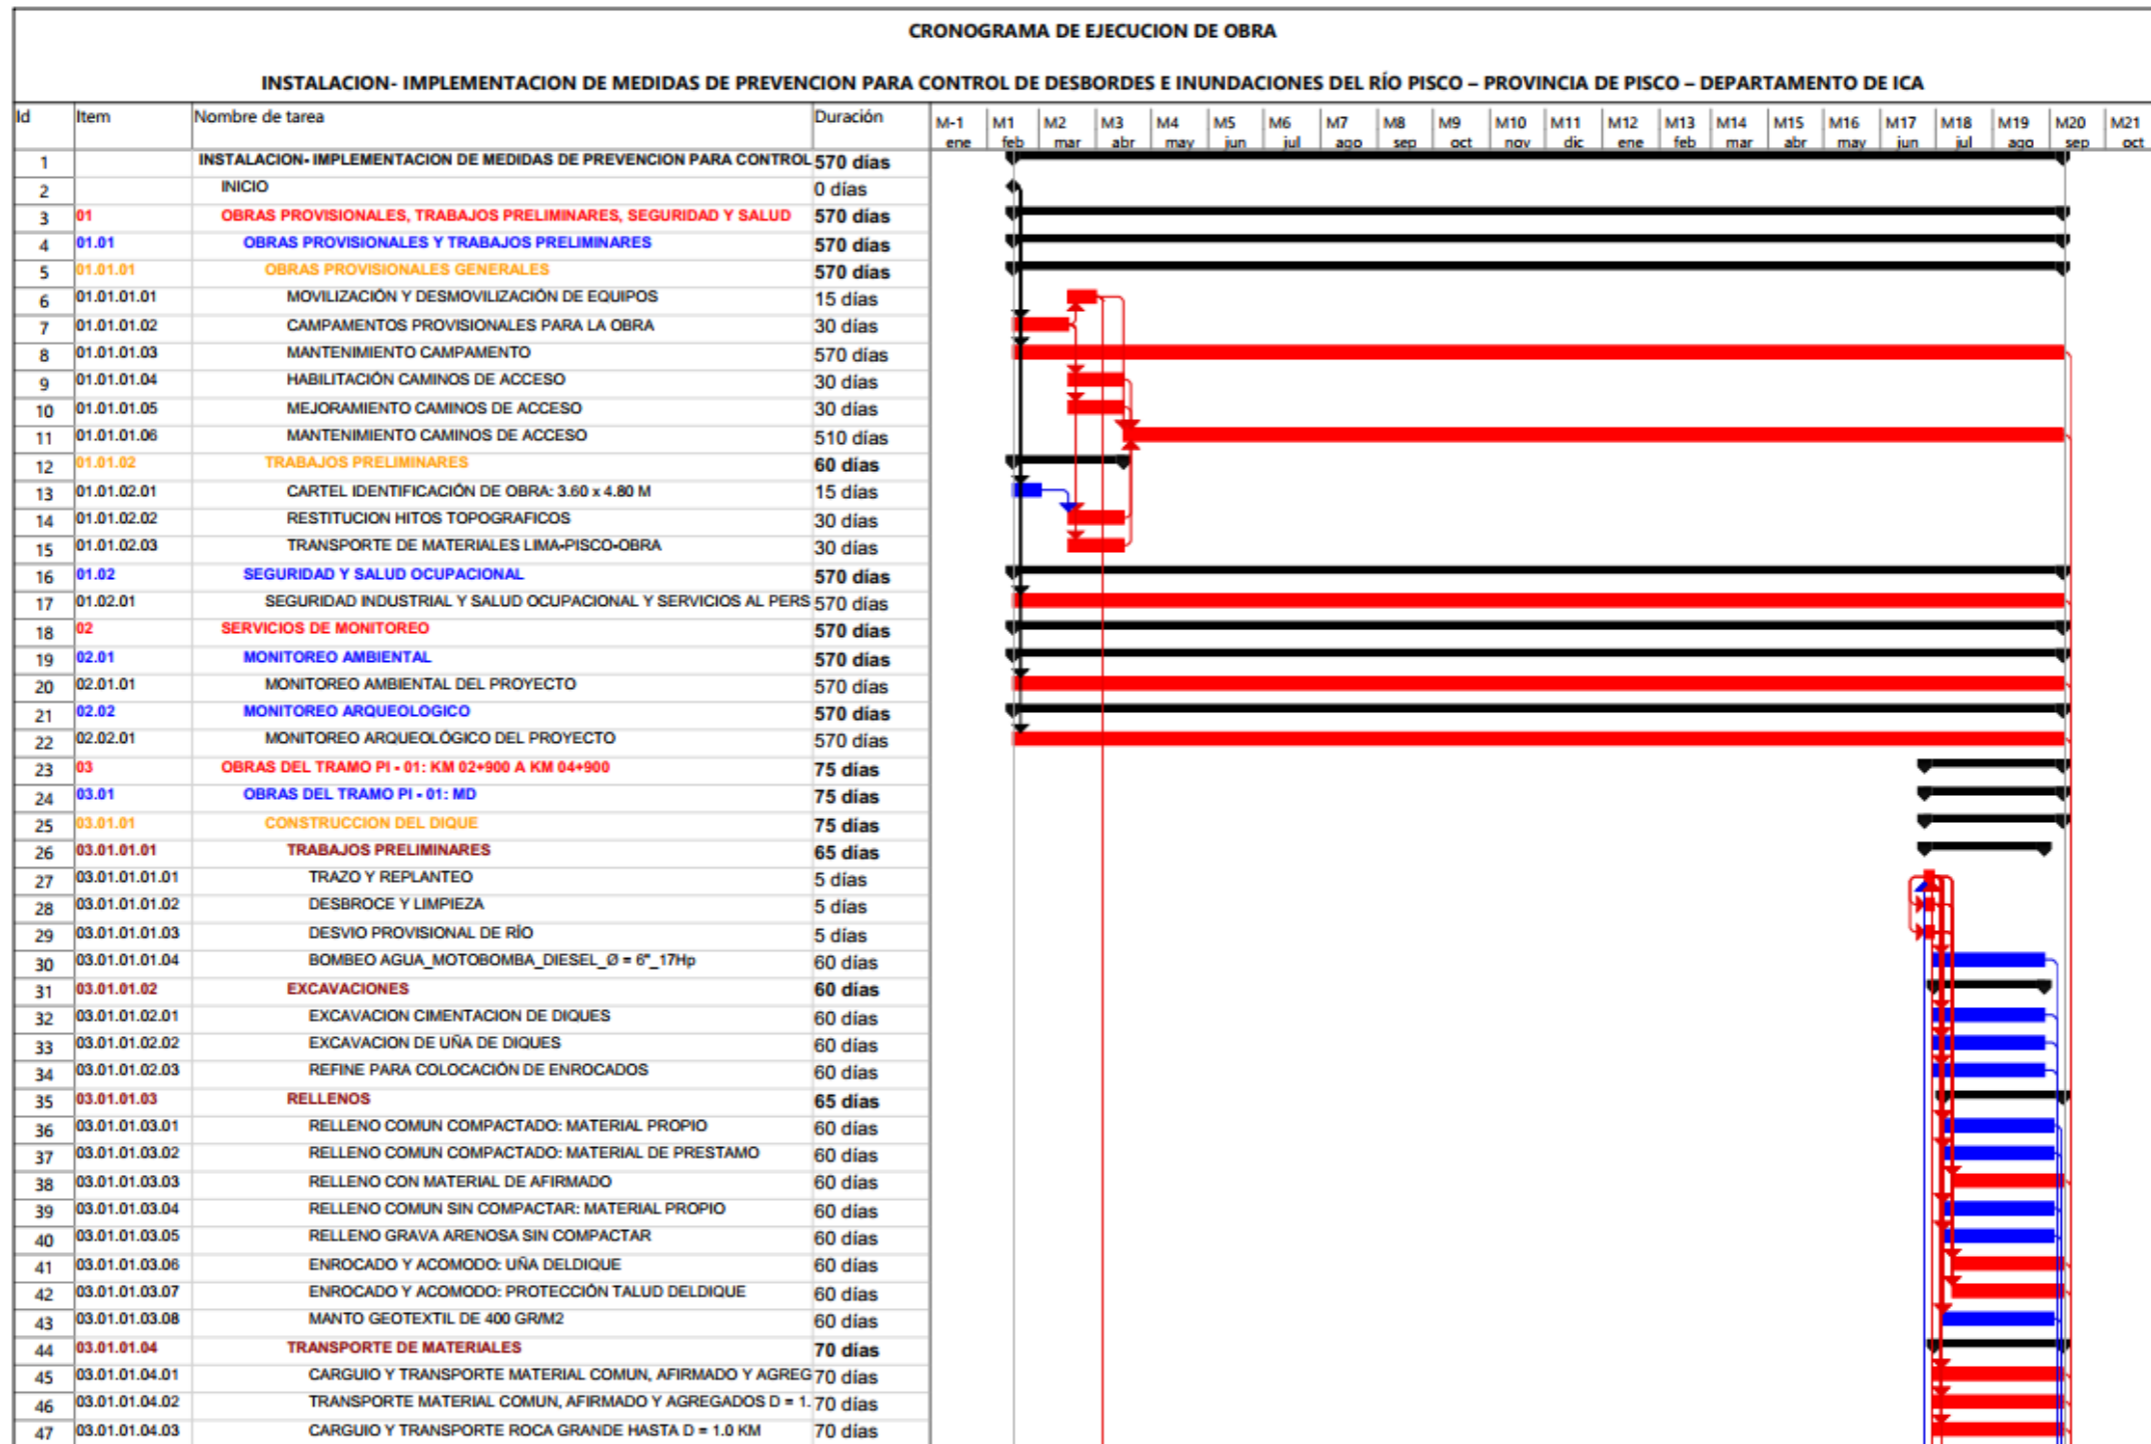 CRONOGRAMA DE EJECUCION DE OBRA
INSTALACION- IMPLEMENTACION DE MEDIDAS DE PREVENCION PARA CONTROL DE DESBORDES E INUNDACIONES DEL RÍO PISCO – PROVINCIA DE PISCO – DEPARTAMENTO DE ICA
Id Item Nombre de tarea Duración M-1 M1 M2 M3 M4 M5 M6 M7 M8 M9 M10 M11 M12 M13 M14 M15 M16 M17 M18 M19 M20 M21
ene feb mar abr may jun jul ago sep oct nov dic ene feb mar abr may jun jul ago sep oct
1 INSTALACION- IMPLEMENTACION DE MEDIDAS DE PREVENCION PARA CONTROL 570 días
2 INICIO 0 días
3 01 OBRAS PROVISIONALES, TRABAJOS PRELIMINARES, SEGURIDAD Y SALUD 570 días
4 01.01 OBRAS PROVISIONALES Y TRABAJOS PRELIMINARES 570 días
5 01.01.01 OBRAS PROVISIONALES GENERALES 570 días
6 01.01.01.01 MOVILIZACIÓN Y DESMOVILIZACIÓN DE EQUIPOS 15 días
7 01.01.01.02 CAMPAMENTOS PROVISIONALES PARA LA OBRA 30 días
8 01.01.01.03 MANTENIMIENTO CAMPAMENTO 570 días
9 01.01.01.04 HABILITACIÓN CAMINOS DE ACCESO 30 días
10 01.01.01.05 MEJORAMIENTO CAMINOS DE ACCESO 30 días
11 01.01.01.06 MANTENIMIENTO CAMINOS DE ACCESO 510 días
12 01.01.02 TRABAJOS PRELIMINARES 60 días
13 01.01.02.01 CARTEL IDENTIFICACIÓN DE OBRA: 3.60 x 4.80 M 15 días
14 01.01.02.02 RESTITUCION HITOS TOPOGRAFICOS 30 días
15 01.01.02.03 TRANSPORTE DE MATERIALES LIMA-PISCO-OBRA 30 días
16 01.02 SEGURIDAD Y SALUD OCUPACIONAL 570 días
17 01.02.01 SEGURIDAD INDUSTRIAL Y SALUD OCUPACIONAL Y SERVICIOS AL PERS 570 días
18 02 SERVICIOS DE MONITOREO 570 días
19 02.01 MONITOREO AMBIENTAL 570 días
20 02.01.01 MONITOREO AMBIENTAL DEL PROYECTO 570 días
21 02.02 MONITOREO ARQUEOLOGICO 570 días
22 02.02.01 MONITOREO ARQUEOLÓGICO DEL PROYECTO 570 días
23 03 OBRAS DEL TRAMO PI - 01: KM 02+900 A KM 04+900 75 días
24 03.01 OBRAS DEL TRAMO PI - 01: MD 75 días
25 03.01.01 CONSTRUCCION DEL DIQUE 75 días
26 03.01.01.01 TRABAJOS PRELIMINARES 65 días
27 03.01.01.01.01 TRAZO Y REPLANTEO 5 días
28 03.01.01.01.02 DESBROCE Y LIMPIEZA 5 días
29 03.01.01.01.03 DESVIO PROVISIONAL DE RÍO 5 días
30 03.01.01.01.04 BOMBEO AGUA_MOTOBOMBA_DIESEL_Ø = 6"_17Hp 60 días
31 03.01.01.02 EXCAVACIONES 60 días
32 03.01.01.02.01 EXCAVACION CIMENTACION DE DIQUES 60 días
33 03.01.01.02.02 EXCAVACION DE UÑA DE DIQUES 60 días
34 03.01.01.02.03 REFINE PARA COLOCACIÓN DE ENROCADOS 60 días
35 03.01.01.03 RELLENOS 65 días
36 03.01.01.03.01 RELLENO COMUN COMPACTADO: MATERIAL PROPIO 60 días
37 03.01.01.03.02 RELLENO COMUN COMPACTADO: MATERIAL DE PRESTAMO 60 días
38 03.01.01.03.03 RELLENO CON MATERIAL DE AFIRMADO 60 días
39 03.01.01.03.04 RELLENO COMUN SIN COMPACTAR: MATERIAL PROPIO 60 días
40 03.01.01.03.05 RELLENO GRAVA ARENOSA SIN COMPACTAR 60 días
41 03.01.01.03.06 ENROCADO Y ACOMODO: UÑA DELDIQUE 60 días
42 03.01.01.03.07 ENROCADO Y ACOMODO: PROTECCIÓN TALUD DELDIQUE 60 días
43 03.01.01.03.08 MANTO GEOTEXTIL DE 400 GR/M2 60 días
44 03.01.01.04 TRANSPORTE DE MATERIALES 70 días
45 03.01.01.04.01 CARGUIO Y TRANSPORTE MATERIAL COMUN, AFIRMADO Y AGREG 70 días
46 03.01.01.04.02 TRANSPORTE MATERIAL COMUN, AFIRMADO Y AGREGADOS D = 1. 70 días
47 03.01.01.04.03 CARGUIO Y TRANSPORTE ROCA GRANDE HASTA D = 1.0 KM 70 días